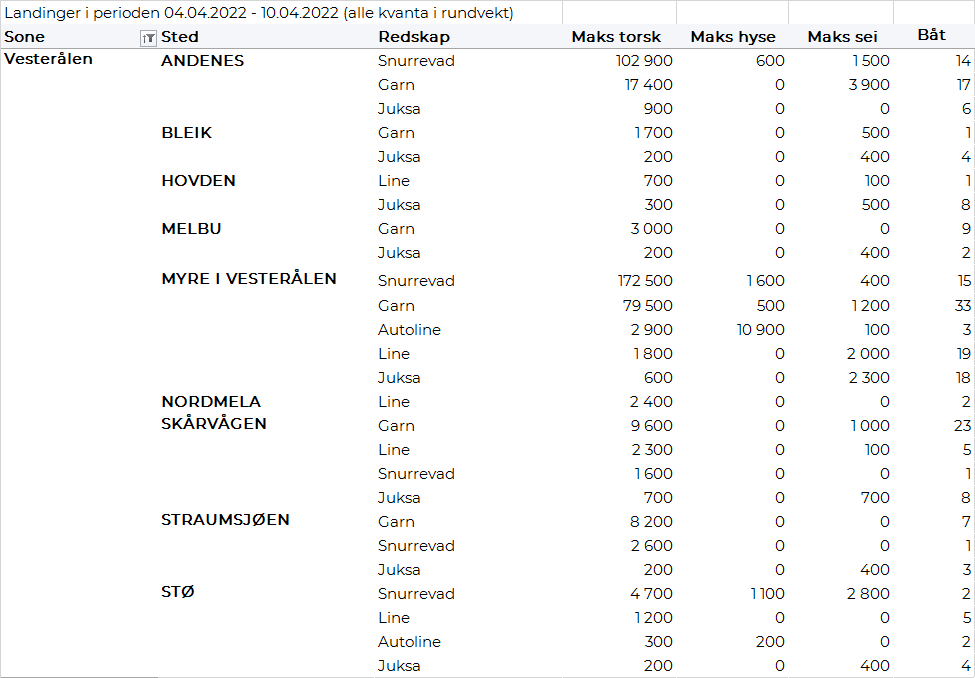 Landinger i perioden 04.04.2022 - 10.04.2022 (alle kvanta i rundvekt)
Sone Sted Redskap Maks torsk Maks hyse Maks sei Båt
Vesterålen ANDENES Snurrevad 102 900 600 1 500 14
Garn 17 400 0 3 900 17
Juksa 900 0 0 6
BLEIK Garn 1 700 0 500 1
Juksa 200 0 400 4
HOVDEN Line 700 0 100 1
Juksa 300 0 500 8
MELBU Garn 3 000 0 0 9
Juksa 200 0 400 2
MYRE I VESTERÅLEN Snurrevad 172 500 1 600 400 15
Garn 79 500 500 1 200 33
Autoline 2 900 10 900 100 3
Line 1 800 0 2 000 19
Juksa 600 0 2 300 18
NORDMELA Line 2 400 0 0 2
SKÅRVÅGEN Garn 9 600 0 1 000 23
Line 2 300 0 100 5
Snurrevad 1 600 0 0 1
Juksa 700 0 700 8
STRAUMSJØEN Garn 8 200 0 0 7
Snurrevad 2 600 0 0 1
Juksa 200 0 400 3
STØ Snurrevad 4 700 1 100 2 800 2
Line 1 200 0 0 5
Autoline 300 200 0 2
Juksa 200 0 400 4